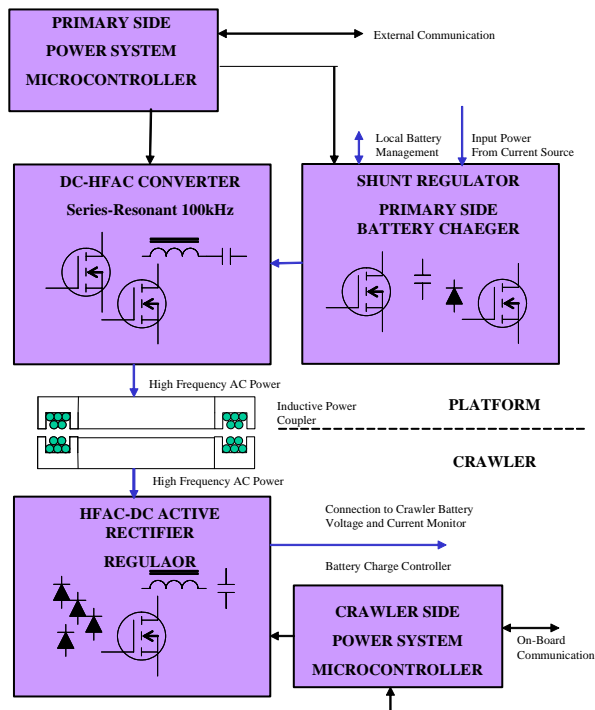 PRIMARY SIDE
POWER SYSTEM
MICROCONTROLLER
External Communication
Local Battery
Management
Input Power
From Current Source
DC-HFAC CONVERTER
Series-Resonant 100kHz
SHUNT REGULATOR
PRIMARY SIDE
BATTERY CHAEGER
High Frequency AC Power
Inductive Power
Coupler
PLATFORM
CRAWLER
High Frequency AC Power
HFAC-DC ACTIVE
RECTIFIER
REGULAOR
Connection to Crawler Battery
Voltage and Current Monitor
Battery Charge Controller
CRAWLER SIDE
POWER SYSTEM
MICROCONTROLLER
On-Board
Communication